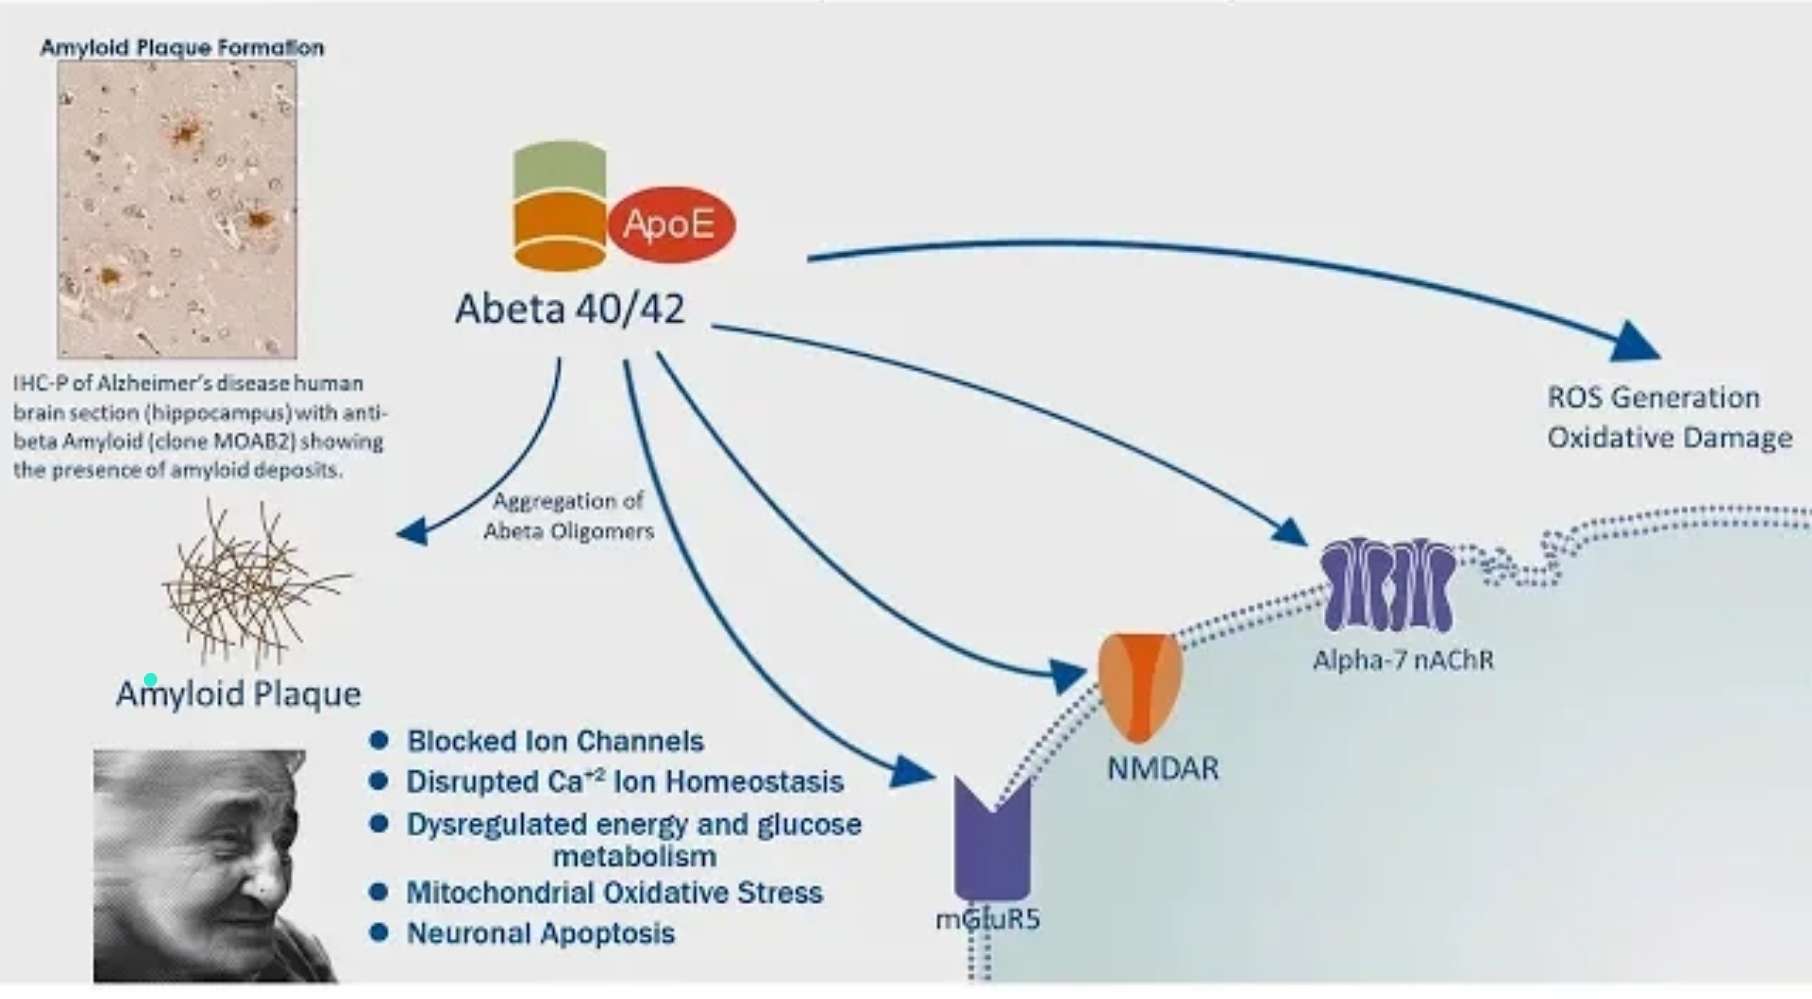 Amyloid Plaque Formation
ApoE
Abeta 40/42
ROS Generation
Oxidative Damage
IHC-P of Alzheimer's disease human
brain section (hippocampus) with anti-
beta Amyloid (clone MOAB2) showing
the presence of amyloid deposits.
Aggregation of
Abeta Oligomers
Amyloid Plaque
Alpha-7 nAChR
NMDAR
mGluR5
● Blocked Ion Channels
● Disrupted Ca⁺² Ion Homeostasis
● Dysregulated energy and glucose
metabolism
● Mitochondrial Oxidative Stress
● Neuronal Apoptosis